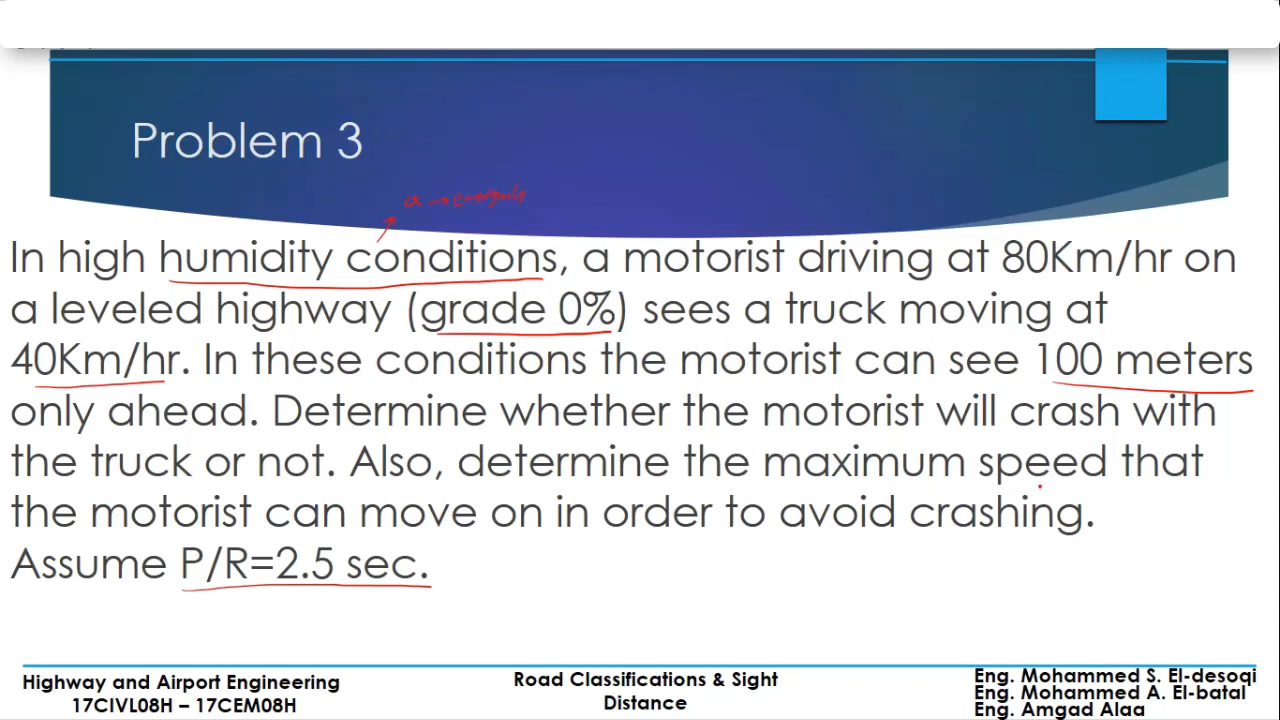 Problem 3
In high humidity conditions, a motorist driving at 80Km/hr on
a leveled highway (grade 0%) sees a truck moving at
40Km/hr. In these conditions the motorist can see 100 meters
only ahead. Determine whether the motorist will crash with
the truck or not. Also, determine the maximum speed that
the motorist can move on in order to avoid crashing.
Assume P/R=2.5 sec.
Highway and Airport Engineering
17CIVL08H – 17CEM08H
Road Classifications & Sight
Distance
Eng. Mohammed S. El-desoqi
Eng. Mohammed A. El-batal
Eng. Amgad Alaa